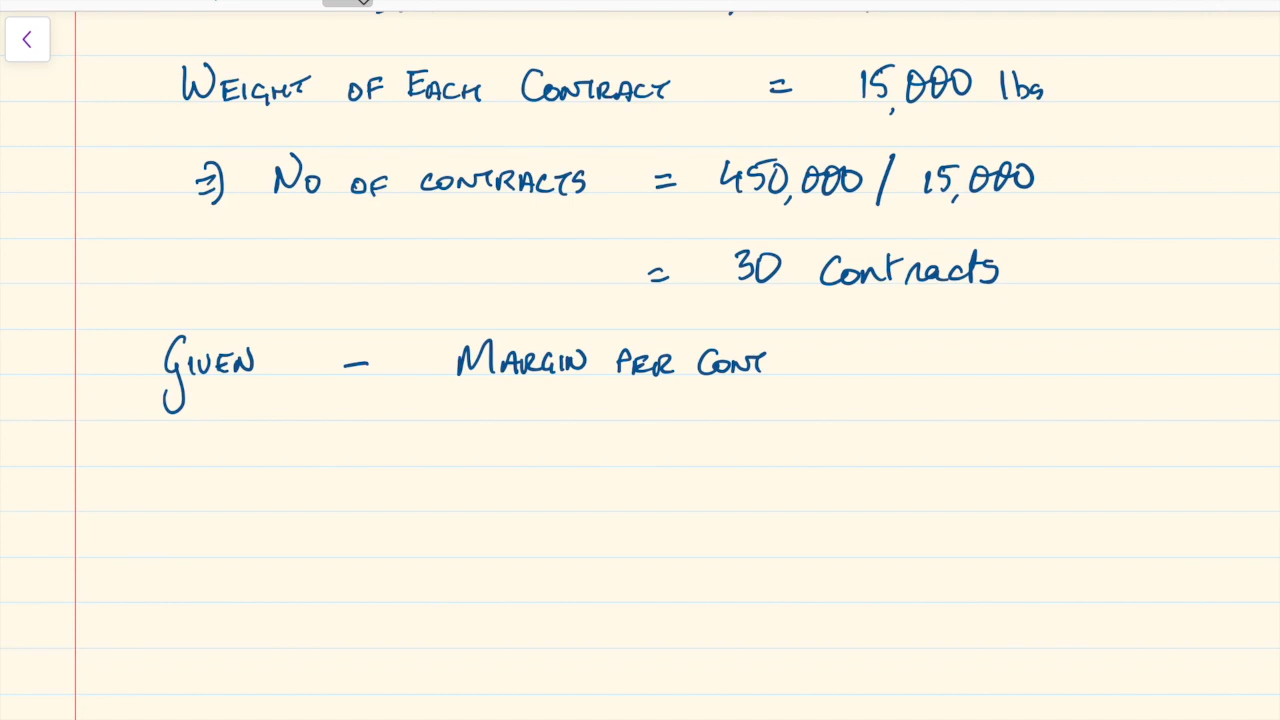 WEIGHT OF EACH CONTRACT = 15,000 lbs
⇒ NO OF CONTRACTS = 450,000 / 15,000
= 30 Contracts
GIVEN - MARGIN PER CONT